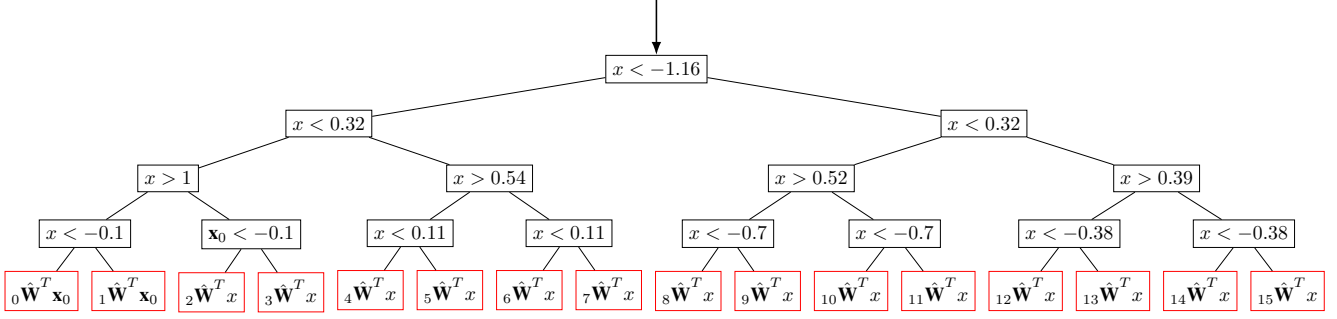 x < −1.16
x < 0.32 x < 0.32
x > 1 x > 0.54 x > 0.52 x > 0.39
x < −0.1 𝐱₀ < −0.1 x < 0.11 x < 0.11 x < −0.7 x < −0.7 x < −0.38 x < −0.38
₀𝐖̂ᵀ𝐱₀ ₁𝐖̂ᵀ𝐱₀ ₂𝐖̂ᵀx ₃𝐖̂ᵀx ₄𝐖̂ᵀx ₅𝐖̂ᵀx ₆𝐖̂ᵀx ₇𝐖̂ᵀx ₈𝐖̂ᵀx ₉𝐖̂ᵀx ₁₀𝐖̂ᵀx ₁₁𝐖̂ᵀx ₁₂𝐖̂ᵀx ₁₃𝐖̂ᵀx ₁₄𝐖̂ᵀx ₁₅𝐖̂ᵀx